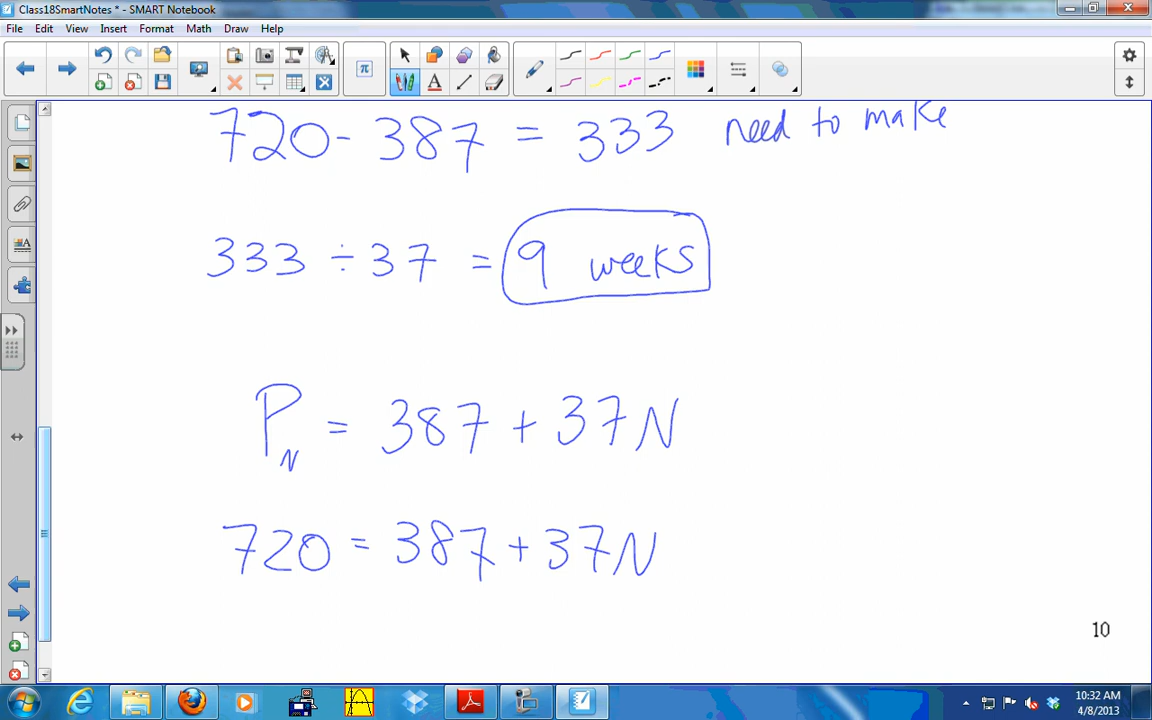 Class18SmartNotes * - SMART Notebook
File Edit View Insert Format Math Draw Help
720 - 387 = 333 need to make
333 ÷ 37 = 9 weeks
P_N = 387 + 37N
720 = 387 + 37N
10
10:32 AM
4/8/2013